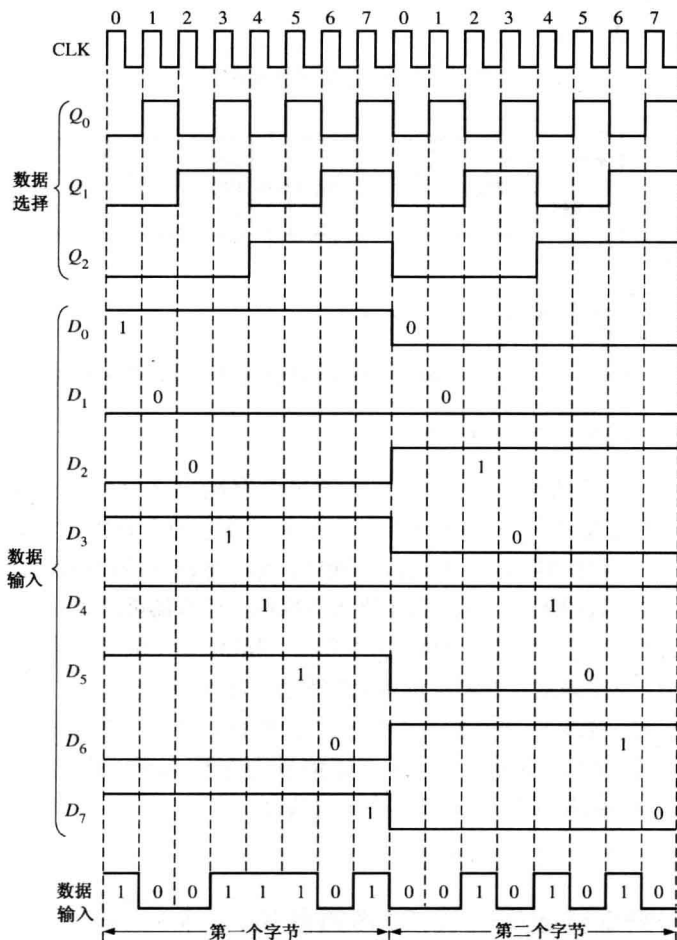 0 1 2 3 4 5 6 7 0 1 2 3 4 5 6 7
CLK
Q0
数据
选择
Q1
Q2
D0 1 0
D1 0 0
D2 0 1
D3 1 0
数据
输入
D4 1 1
D5 1 0
D6 0 1
D7 1 0
数据
输入
1 0 0 1 1 1 0 1 0 0 1 0 1 0 1 0
第一个字节 第二个字节